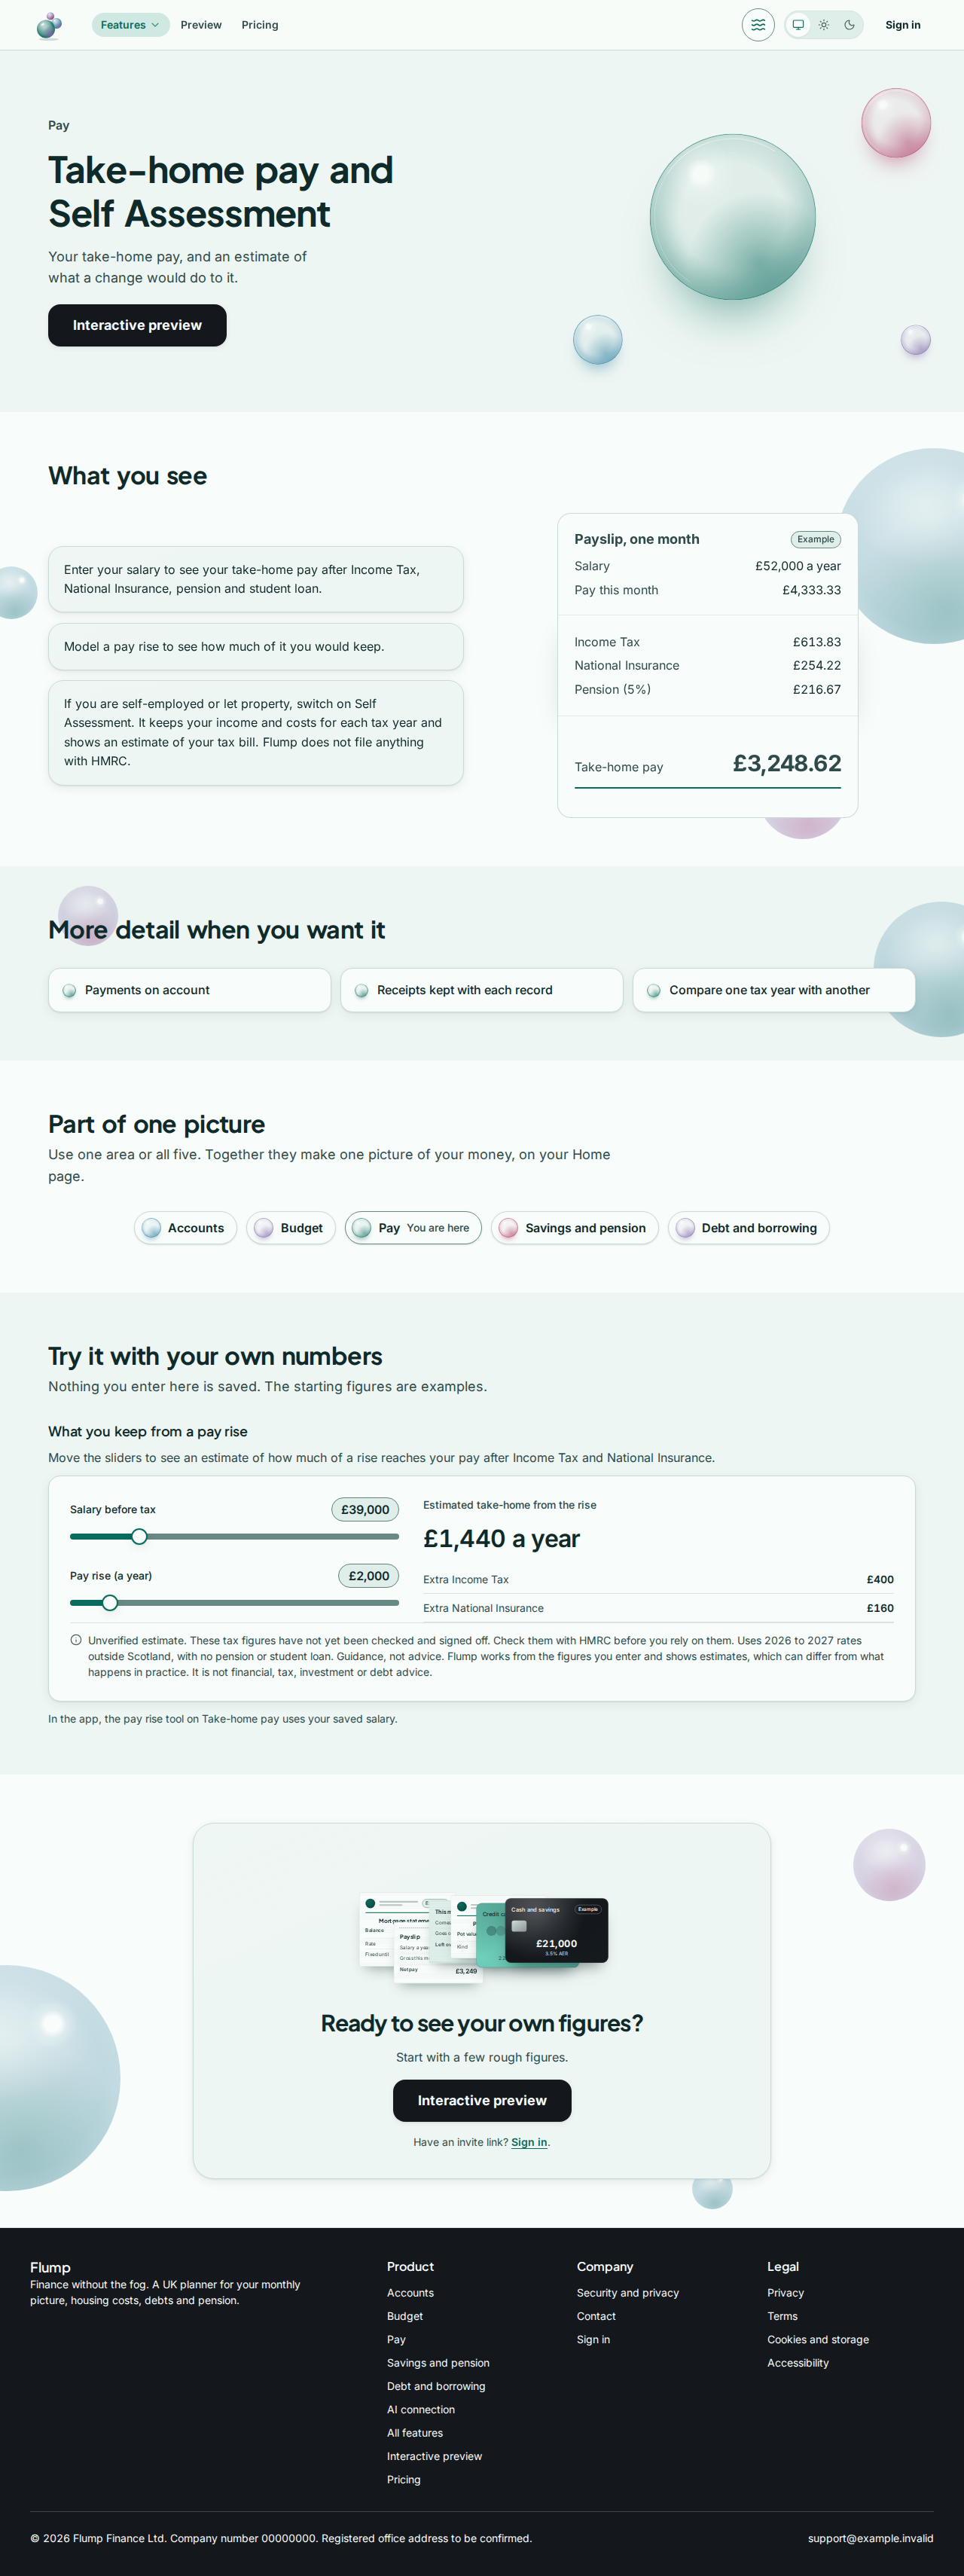 Features
Preview
Pricing
Sign in
Pay
Take-home pay and
Self Assessment
Your take-home pay, and an estimate of
what a change would do to it.
Interactive preview
What you see
Enter your salary to see your take-home pay after Income Tax,
National Insurance, pension and student loan.
Model a pay rise to see how much of it you would keep.
If you are self-employed or let property, switch on Self
Assessment. It keeps your income and costs for each tax year and
shows an estimate of your tax bill. Flump does not file anything
with HMRC.
Payslip, one month
Example
Salary
£52,000 a year
Pay this month
£4,333.33
Income Tax
£613.83
National Insurance
£254.22
Pension (5%)
£216.67
Take-home pay
£3,248.62
More detail when you want it
Payments on account
Receipts kept with each record
Compare one tax year with another
Part of one picture
Use one area or all five. Together they make one picture of your money, on your Home
page.
Accounts
Budget
Pay You are here
Savings and pension
Debt and borrowing
Try it with your own numbers
Nothing you enter here is saved. The starting figures are examples.
What you keep from a pay rise
Move the sliders to see an estimate of how much of a rise reaches your pay after Income Tax and National Insurance.
Salary before tax
£39,000
Pay rise (a year)
£2,000
Estimated take-home from the rise
£1,440 a year
Extra Income Tax
£400
Extra National Insurance
£160
Unverified estimate. These tax figures have not yet been checked and signed off. Check them with HMRC before you rely on them. Uses 2026 to 2027 rates
outside Scotland, with no pension or student loan. Guidance, not advice. Flump works from the figures you enter and shows estimates, which can differ from what
happens in practice. It is not financial, tax, investment or debt advice.
In the app, the pay rise tool on Take-home pay uses your saved salary.
Balance
Rate
Payslip
Salary a year
Net pay
£3,249
Pot value
Kind
Cash and savings
Example
£21,000
3.5% AER
Ready to see your own figures?
Start with a few rough figures.
Interactive preview
Have an invite link? Sign in.
Flump
Finance without the fog. A UK planner for your monthly
picture, housing costs, debts and pension.
Product
Accounts
Budget
Pay
Savings and pension
Debt and borrowing
AI connection
All features
Interactive preview
Pricing
Company
Security and privacy
Contact
Sign in
Legal
Privacy
Terms
Cookies and storage
Accessibility
© 2026 Flump Finance Ltd. Company number 00000000. Registered office address to be confirmed.
support@example.invalid